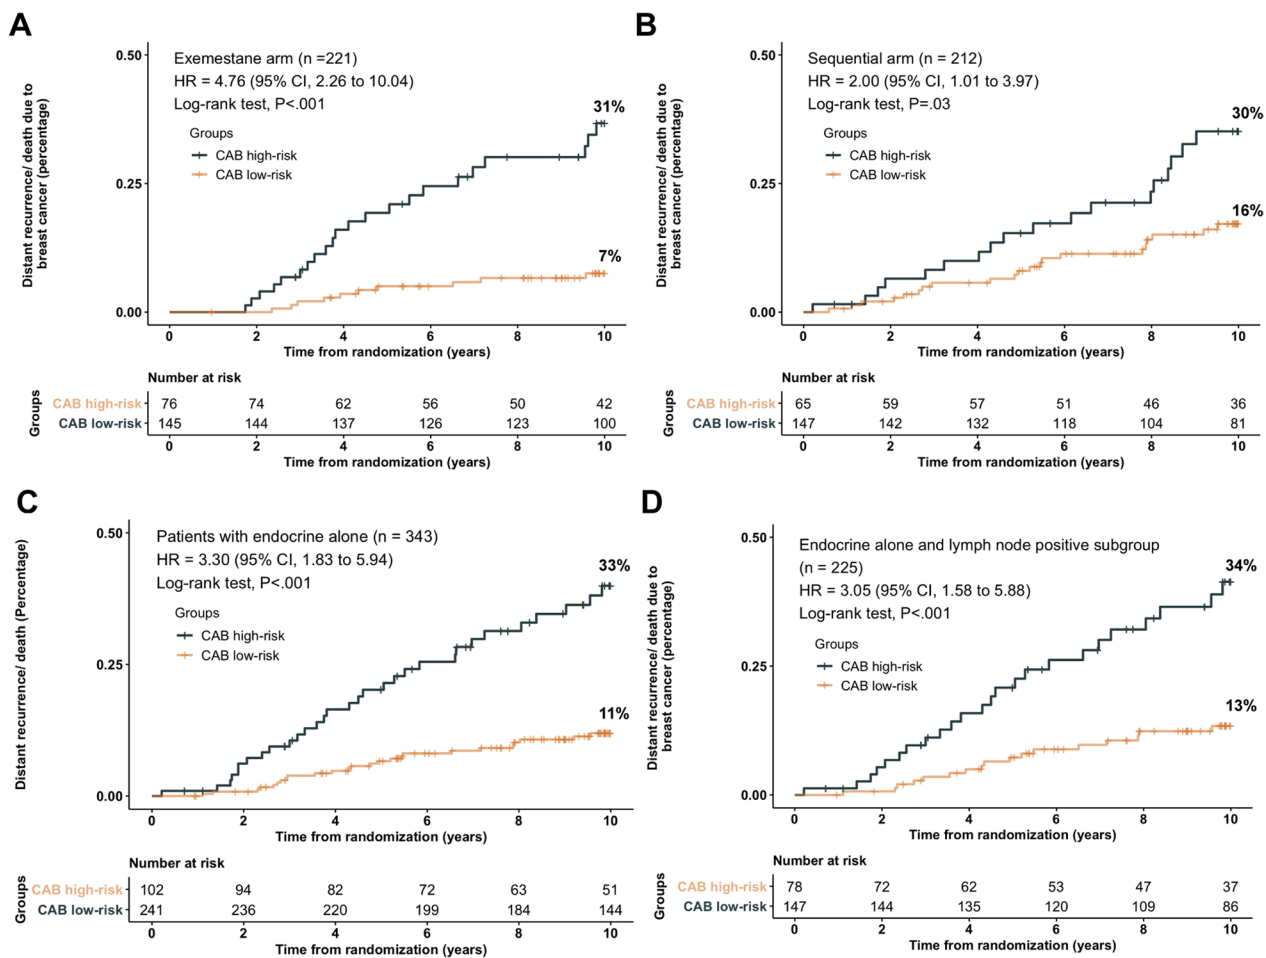 A
Distant recurrence/ death due to
breast cancer (percentage)
0.50
0.25
0.00
Exemestane arm (n =221)
HR = 4.76 (95% CI, 2.26 to 10.04)
Log-rank test, P<.001
Groups
CAB high-risk
CAB low-risk
31%
7%
0 2 4 6 8 10
Time from randomization (years)
Number at risk
Groups
CAB high-risk 76 74 62 56 50 42
CAB low-risk 145 144 137 126 123 100
0 2 4 6 8 10
Time from randomization (years)
B
Distant recurrence/ death due to
breast cancer (percentage)
0.50
0.25
0.00
Sequential arm (n = 212)
HR = 2.00 (95% CI, 1.01 to 3.97)
Log-rank test, P=.03
Groups
CAB high-risk
CAB low-risk
30%
16%
0 2 4 6 8 10
Time from randomization (years)
Number at risk
Groups
CAB high-risk 65 59 57 51 46 36
CAB low-risk 147 142 132 118 104 81
0 2 4 6 8 10
Time from randomization (years)
C
Distant recurrence/ death (Percentage)
0.50
0.25
0.00
Patients with endocrine alone (n = 343)
HR = 3.30 (95% CI, 1.83 to 5.94)
Log-rank test, P<.001
Groups
CAB high-risk
CAB low-risk
33%
11%
0 2 4 6 8 10
Time from randomization (years)
Number at risk
Groups
CAB high-risk 102 94 82 72 63 51
CAB low-risk 241 236 220 199 184 144
0 2 4 6 8 10
Time from randomization (years)
D
Distant recurrence/ death due to
breast cancer (percentage)
0.50
0.25
0.00
Endocrine alone and lymph node positive subgroup
(n = 225)
HR = 3.05 (95% CI, 1.58 to 5.88)
Log-rank test, P<.001
Groups
CAB high-risk
CAB low-risk
34%
13%
0 2 4 6 8 10
Time from randomization (years)
Number at risk
Groups
CAB high-risk 78 72 62 53 47 37
CAB low-risk 147 144 135 120 109 86
0 2 4 6 8 10
Time from randomization (years)